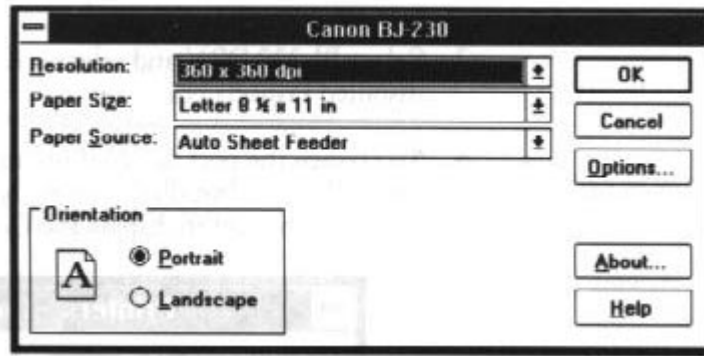 Canon BJ-230
Resolution: 360 x 360 dpi OK
Paper Size: Letter 8 ½ x 11 in Cancel
Paper Source: Auto Sheet Feeder Options...
Orientation
A Portrait About...
Landscape Help